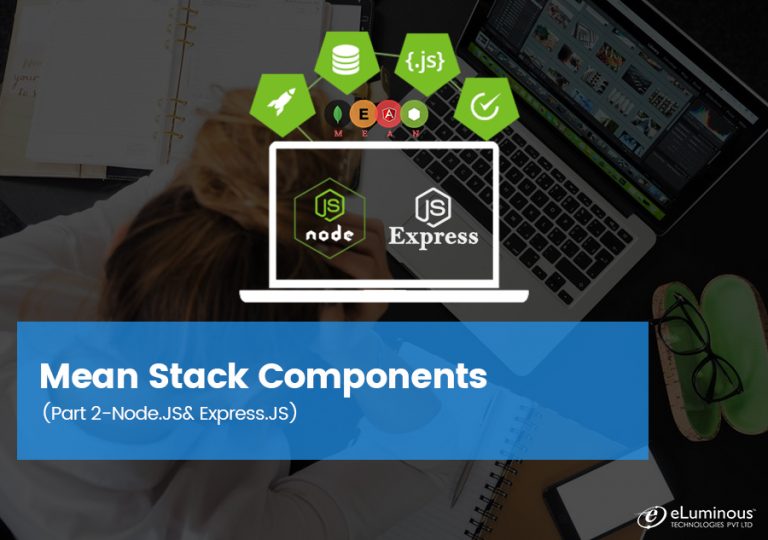 {.js}
E
M E A N
JS
node
JS
Express
Mean Stack Components
(Part 2-Node.JS& Express.JS)
eLuminous
TECHNOLOGIES PVT LTD